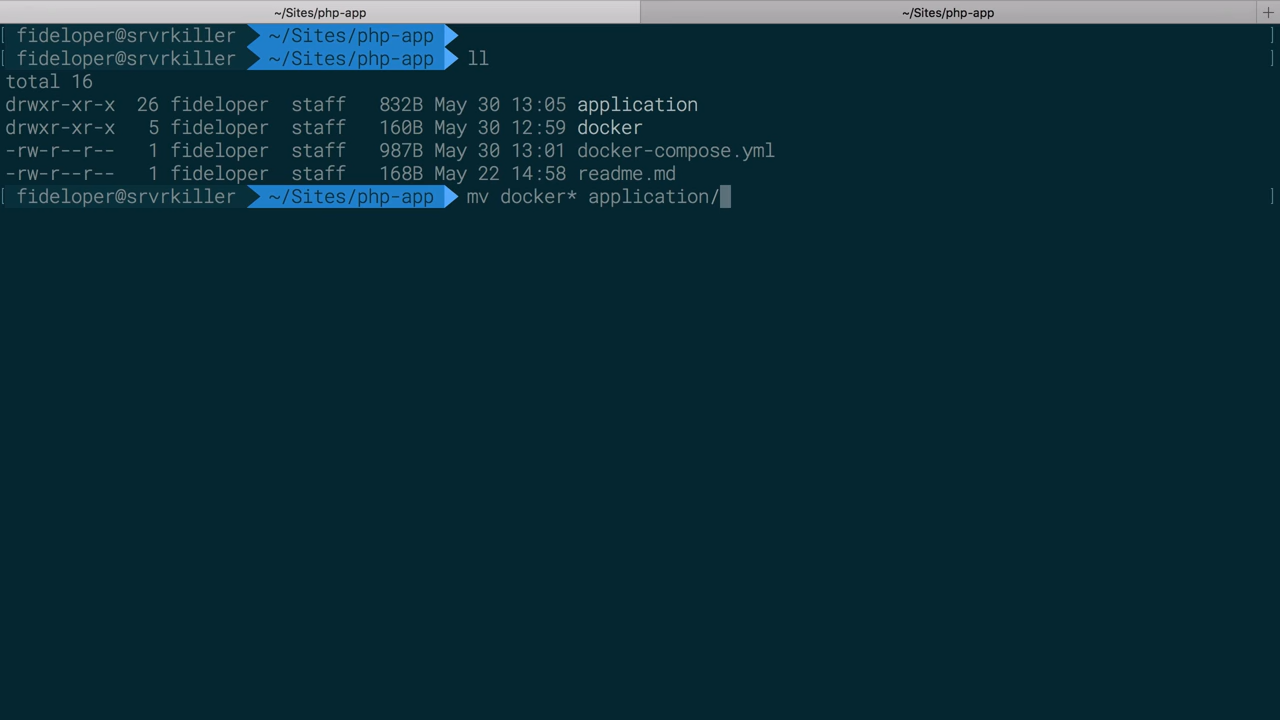 ~/Sites/php-app ~/Sites/php-app +
[ fideloper@srvrkiller ~/Sites/php-app ]
[ fideloper@srvrkiller ~/Sites/php-app ll ]
total 16
drwxr-xr-x 26 fideloper staff 832B May 30 13:05 application
drwxr-xr-x 5 fideloper staff 160B May 30 12:59 docker
-rw-r--r-- 1 fideloper staff 987B May 30 13:01 docker-compose.yml
-rw-r--r-- 1 fideloper staff 168B May 22 14:58 readme.md
[ fideloper@srvrkiller ~/Sites/php-app mv docker* application/ ]